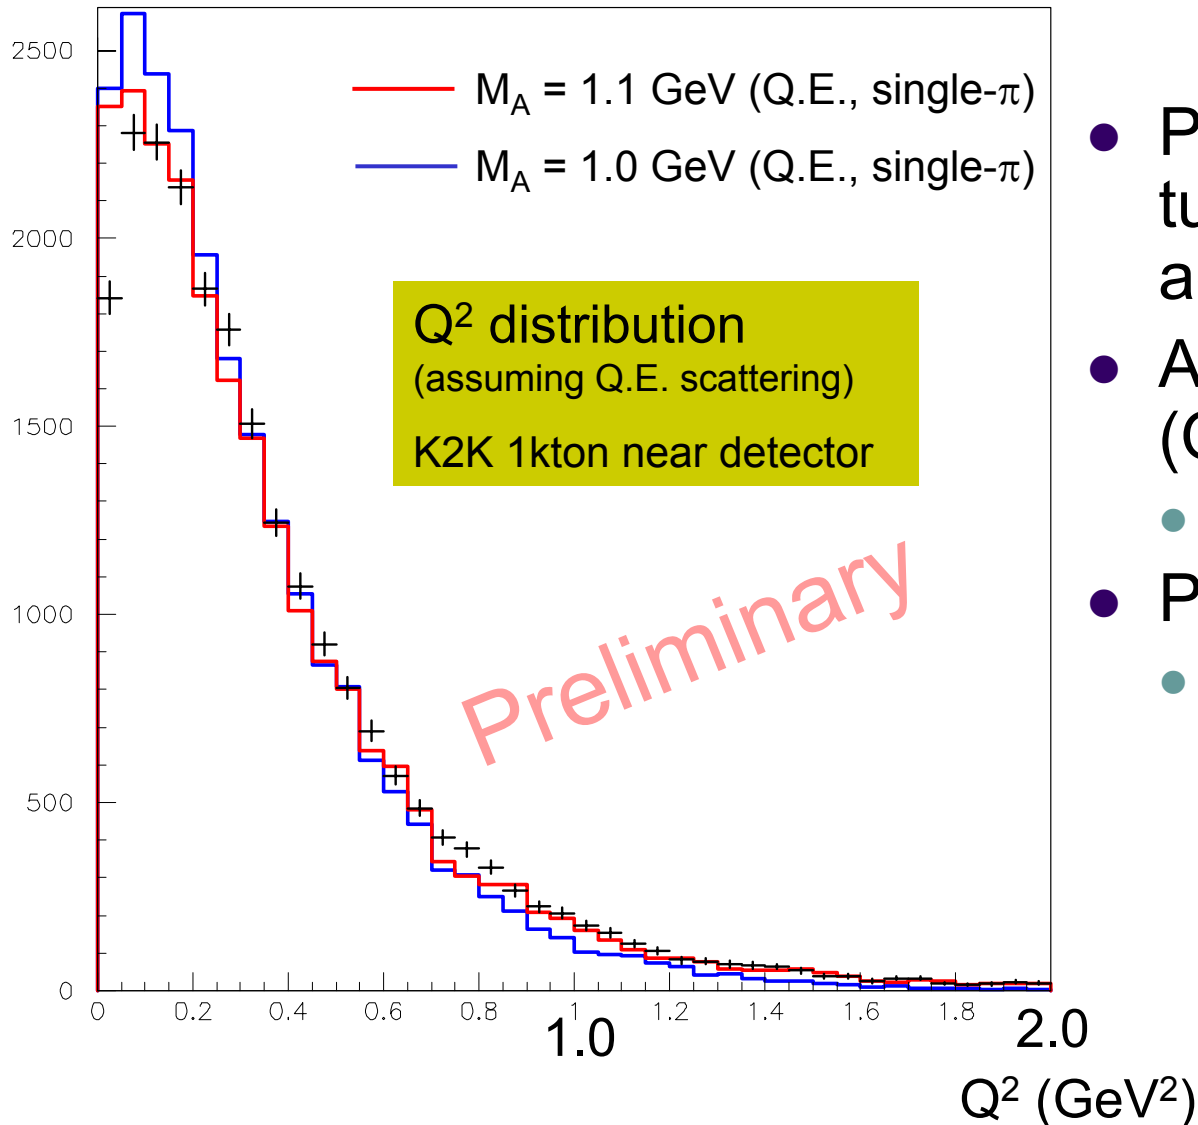 2500
2000
1500
1000
500
0
M_A = 1.1 GeV (Q.E., single-π)
M_A = 1.0 GeV (Q.E., single-π)
Q² distribution
(assuming Q.E. scattering)
K2K 1kton near detector
Preliminary
0 0.2 0.4 0.6 0.8 1 1.2 1.4 1.6 1.8 2
1.0 2.0
Q² (GeV²)